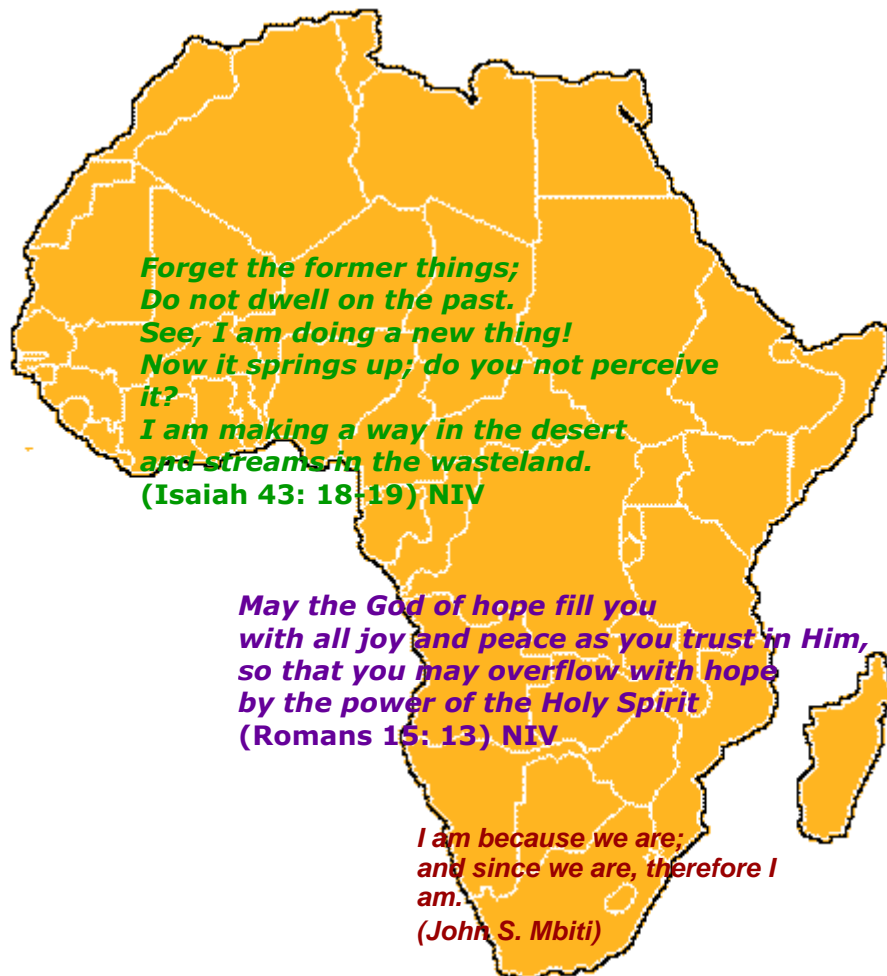 Forget the former things;
Do not dwell on the past.
See, I am doing a new thing!
Now it springs up; do you not perceive
it?
I am making a way in the desert
and streams in the wasteland.
(Isaiah 43: 18-19) NIV
May the God of hope fill you
with all joy and peace as you trust in Him,
so that you may overflow with hope
by the power of the Holy Spirit
(Romans 15: 13) NIV
I am because we are;
and since we are, therefore I
am.
(John S. Mbiti)